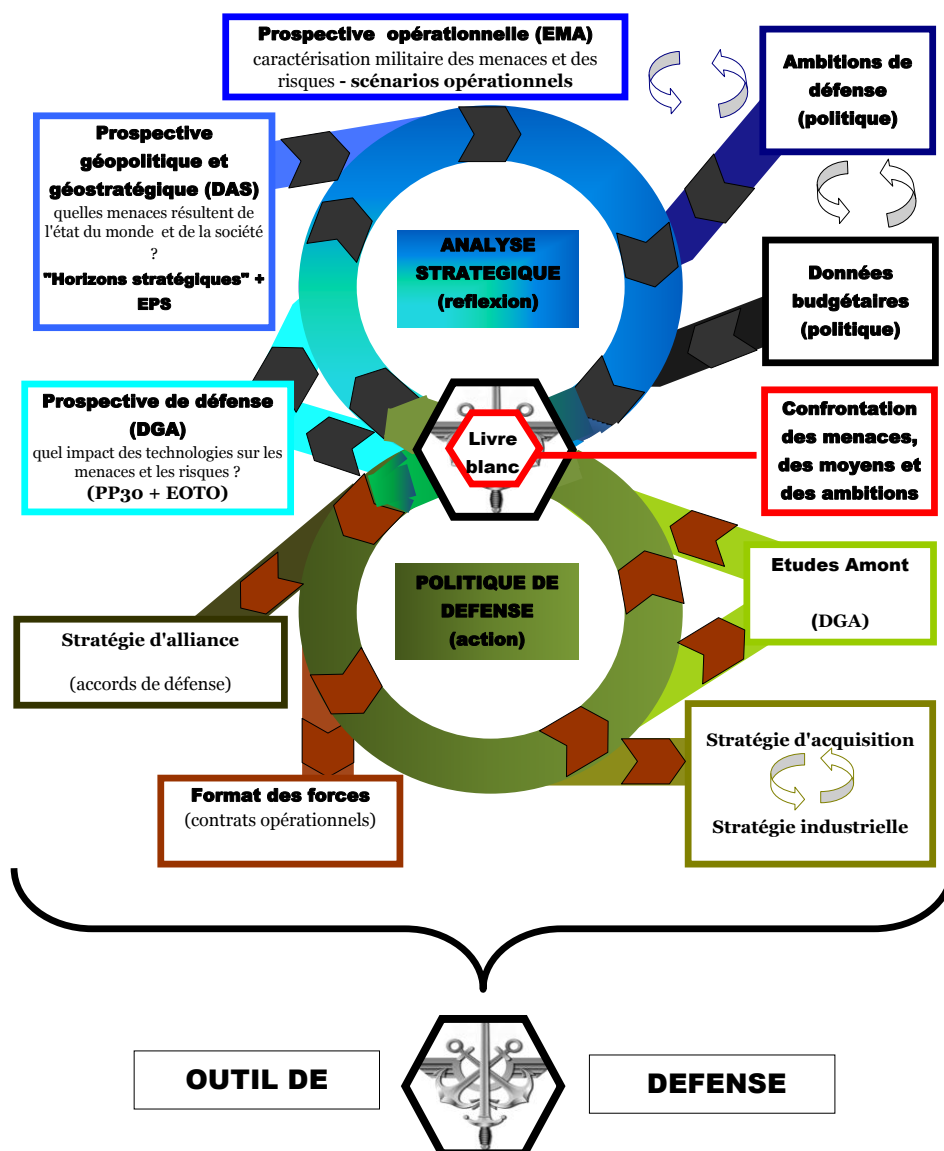 Prospective opérationnelle (EMA)
caractérisation militaire des menaces et des
risques - scénarios opérationnels
Ambitions de
défense
(politique)
Prospective
géopolitique et
géostratégique (DAS)
quelles menaces résultent de
l'état du monde et de la société
?
"Horizons stratégiques" +
EPS
ANALYSE
STRATEGIQUE
(reflexion)
Données
budgétaires
(politique)
Prospective de défense
(DGA)
quel impact des technologies sur les
menaces et les risques ?
(PP30 + EOTO)
Livre
blanc
Confrontation
des menaces,
des moyens et
des ambitions
POLITIQUE DE
DEFENSE
(action)
Etudes Amont
(DGA)
Stratégie d'alliance
(accords de défense)
Stratégie d'acquisition
Stratégie industrielle
Format des forces
(contrats opérationnels)
OUTIL DE
DEFENSE